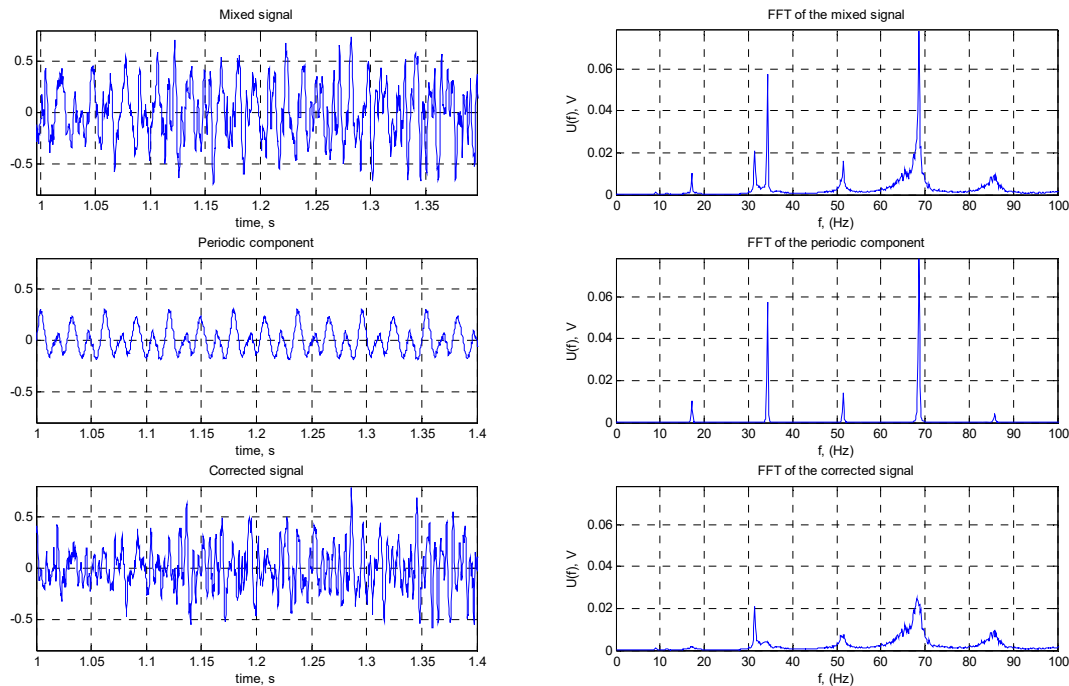 Mixed signal
0.5
0
-0.5
1 1.05 1.1 1.15 1.2 1.25 1.3 1.35
time, s
FFT of the mixed signal
U(f), V
0.06
0.04
0.02
0
0 10 20 30 40 50 60 70 80 90 100
f, (Hz)
Periodic component
0.5
0
-0.5
1 1.05 1.1 1.15 1.2 1.25 1.3 1.35 1.4
time, s
FFT of the periodic component
U(f), V
0.06
0.04
0.02
0
0 10 20 30 40 50 60 70 80 90 100
f, (Hz)
Corrected signal
0.5
0
-0.5
1 1.05 1.1 1.15 1.2 1.25 1.3 1.35 1.4
time, s
FFT of the corrected signal
U(f), V
0.06
0.04
0.02
0
0 10 20 30 40 50 60 70 80 90 100
f, (Hz)